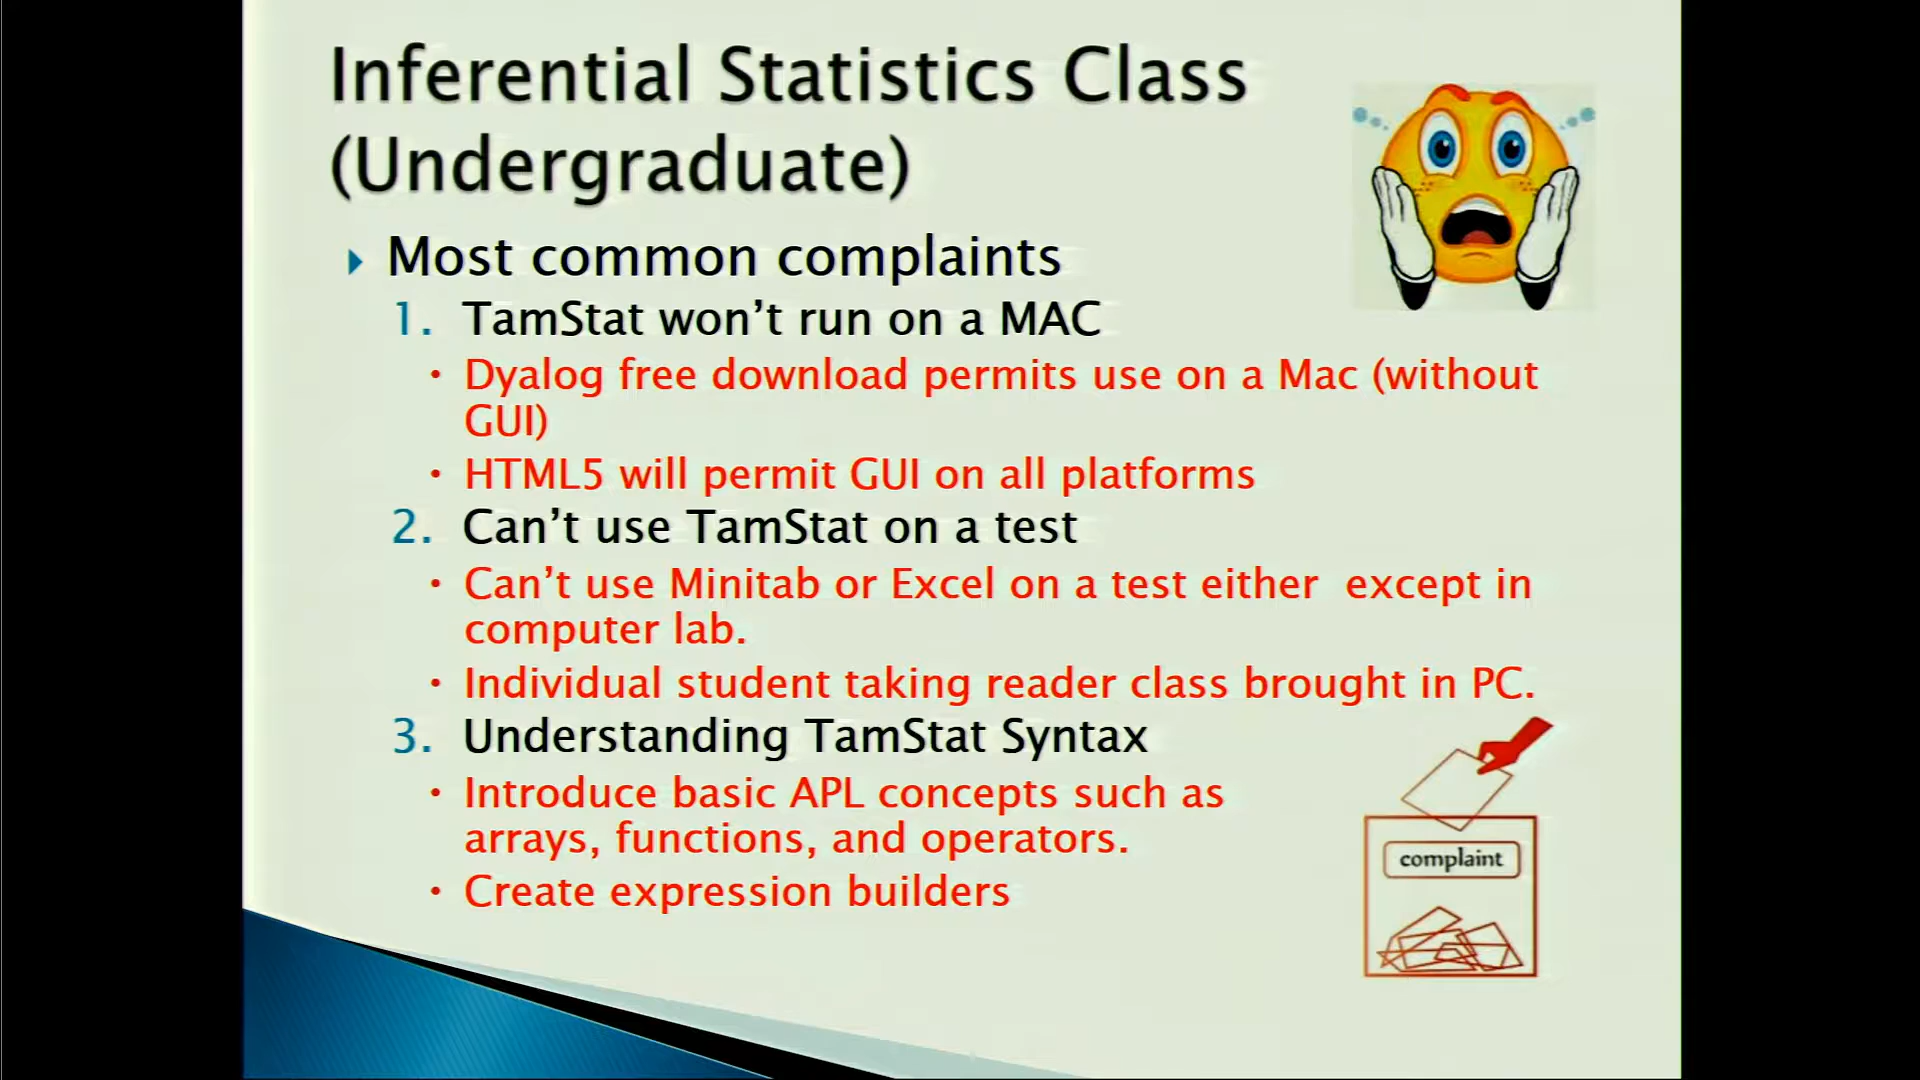 Inferential Statistics Class
(Undergraduate)
Most common complaints
1. TamStat won’t run on a MAC
• Dyalog free download permits use on a Mac (without
GUI)
• HTML5 will permit GUI on all platforms
2. Can’t use TamStat on a test
• Can’t use Minitab or Excel on a test either except in
computer lab.
• Individual student taking reader class brought in PC.
3. Understanding TamStat Syntax
• Introduce basic APL concepts such as
arrays, functions, and operators.
• Create expression builders
complaint